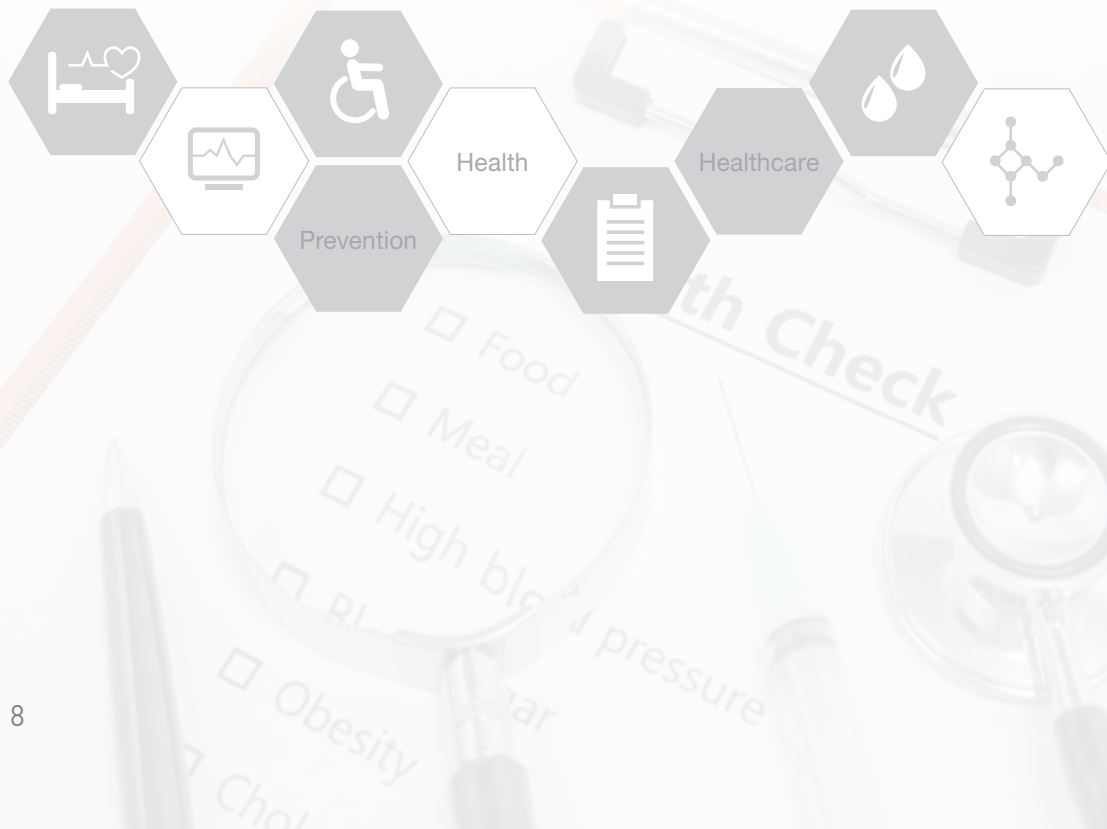 Health
Healthcare
Prevention
th Check
Food
Meal
High blo pressure
Obesity
8